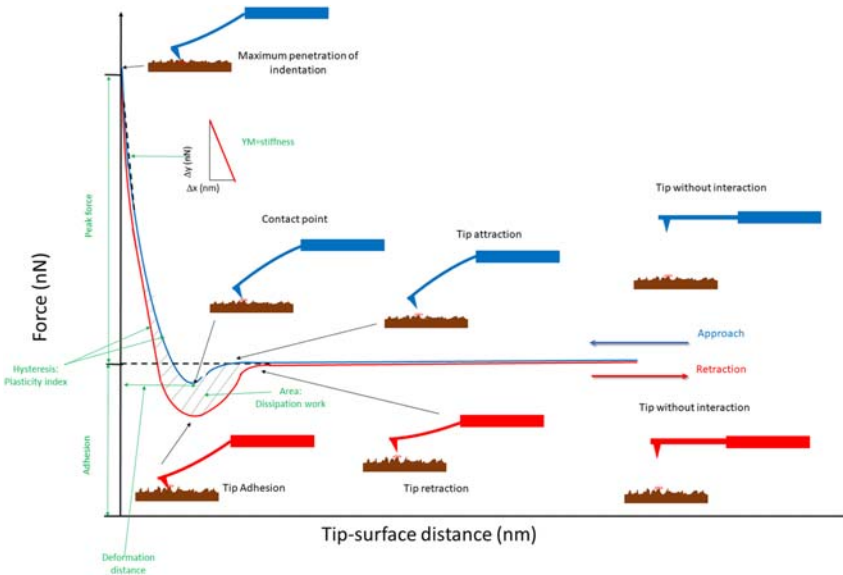 Maximum penetration of
indentation
YM=stiffness
Δy (nN)
Δx (nm)
Tip without interaction
Contact point
Tip attraction
Peak force
Force (nN)
Approach
Retraction
Hysteresis:
Plasticity index
Area:
Dissipation work
Tip without interaction
Adhesion
Tip Adhesion
Tip retraction
Tip-surface distance (nm)
Deformation
distance